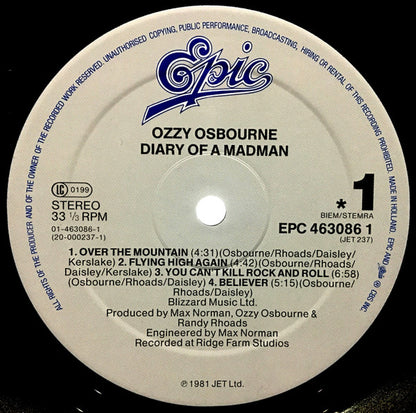 UNAUTHORISED COPYING, PUBLIC PERFORMANCE, BROADCASTING, HIRING OR RENTAL OF THIS RECORDING PROHIBITED. MADE IN HOLLAND. EPIC AND
ALL RIGHTS OF THE PRODUCER AND OF THE OWNER OF THE RECORDED WORK RESERVED.
CBS INC.
Epic
OZZY OSBOURNE
DIARY OF A MADMAN
LC 0199
STEREO
33 1/3 RPM
01-463086-1
(20-000237-1)
*1
BIEM/STEMRA
EPC 463086 1
(JET 237)
1. OVER THE MOUNTAIN (4:31)(Osbourne/Rhoads/Daisley/
Kerslake) 2. FLYING HIGH AGAIN (4:42)(Osbourne/Rhoads/
Daisley/Kerslake) 3. YOU CAN'T KILL ROCK AND ROLL (6:58)
(Osbourne/Rhoads/Daisley) 4. BELIEVER (5:15)(Osbourne/
Rhoads/Daisley)
Blizzard Music Ltd.
Produced by Max Norman, Ozzy Osbourne &
Randy Rhoads
Engineered by Max Norman
Recorded at Ridge Farm Studios
℗ 1981 JET Ltd.